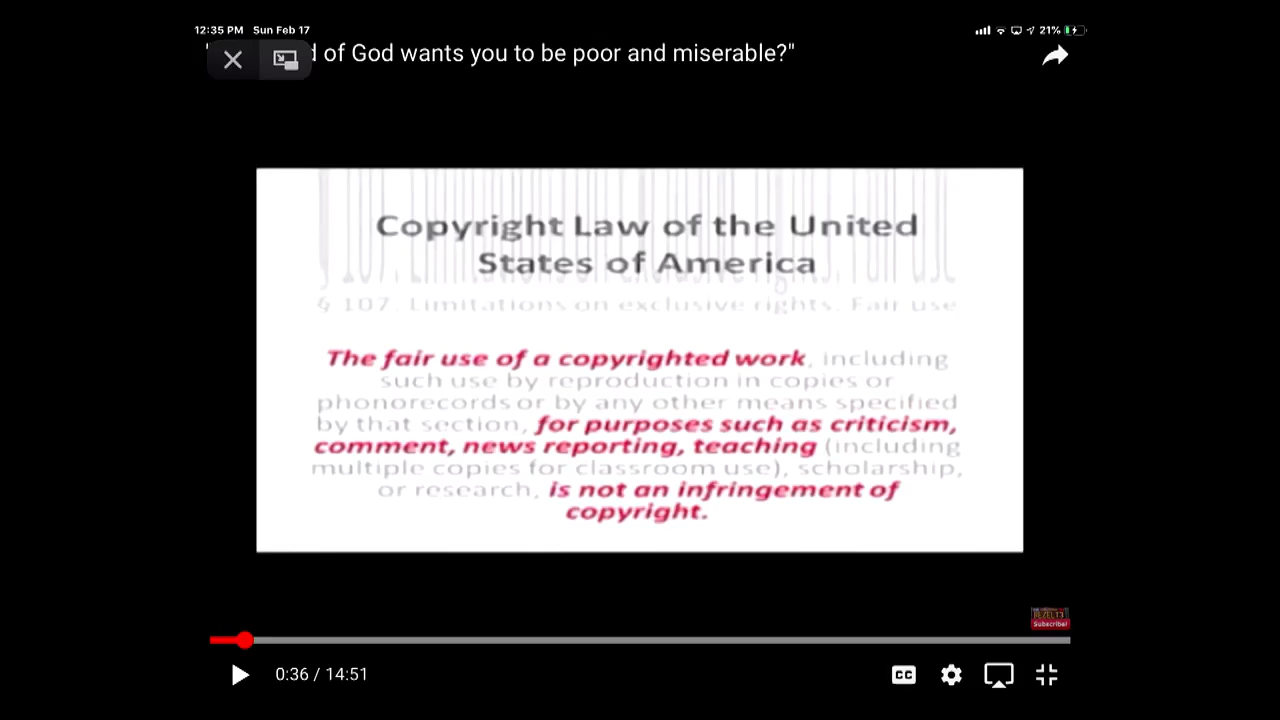 12:35 PM Sun Feb 17
21%
of God wants you to be poor and miserable?"
Copyright Law of the United
States of America
§ 107. Limitations on exclusive rights. Fair use
The fair use of a copyrighted work, including
such use by reproduction in copies or
phonorecords or by any other means specified
by that section, for purposes such as criticism,
comment, news reporting, teaching (including
multiple copies for classroom use), scholarship,
or research, is not an infringement of
copyright.
Subscribe!
0:36 / 14:51
CC